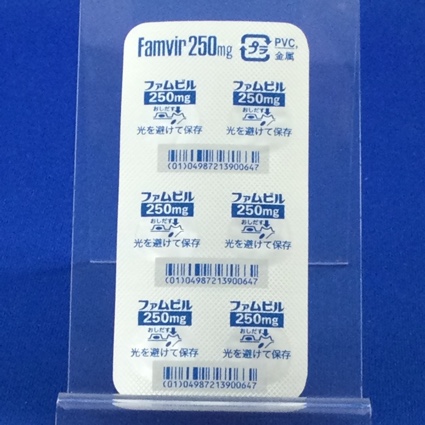 Famvir 250mg プラ PVC, 金属
ファムビル ファムビル
250mg 250mg
おしだす おしだす
光を避けて保存 光を避けて保存
(01)04987213900647
ファムビル ファムビル
250mg 250mg
おしだす おしだす
光を避けて保存 光を避けて保存
(01)04987213900647
ファムビル ファムビル
250mg 250mg
おしだす おしだす
光を避けて保存 光を避けて保存
(01)04987213900647